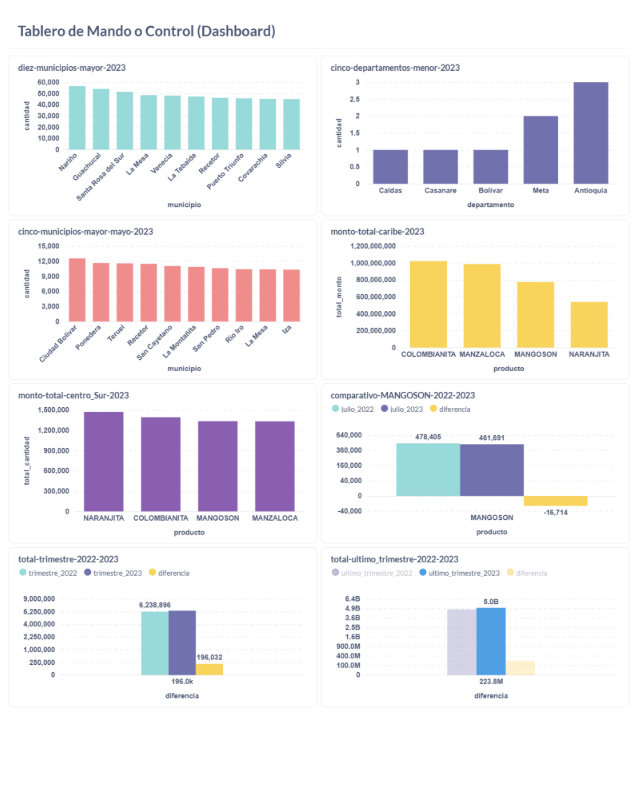 Tablero de Mando o Control (Dashboard)
diez-municipios-mayor-2023
60,000
50,000
40,000
30,000
20,000
10,000
0
cantidad
Nariño
Guachucal
Santa Rosa del Sur
La Mesa
Venecia
La Tebaida
Recetor
Puerto Triunfo
Covarachía
Silvia
municipio
cinco-departamentos-menor-2023
3
2.5
2
1.5
1
0.5
0
cantidad
Caldas
Casanare
Bolívar
Meta
Antioquia
departamento
cinco-municipios-mayor-mayo-2023
15,000
12,000
9,000
6,000
3,000
0
cantidad
Ciudad Bolívar
Ponedera
Teruel
Recetor
San Cayetano
La Montañita
San Pedro
Río Iro
La Mesa
Iza
municipio
monto-total-caribe-2023
1,200,000,000
1,000,000,000
800,000,000
600,000,000
400,000,000
200,000,000
0
total_monto
COLOMBIANITA MANZALOCA MANGOSON NARANJITA
producto
monto-total-centro_Sur-2023
1,500,000
1,200,000
900,000
600,000
300,000
0
total_cantidad
NARANJITA COLOMBIANITA MANGOSON MANZALOCA
producto
comparativo-MANGOSON-2022-2023
julio_2022 julio_2023 diferencia
640,000
360,000
160,000
40,000
0
-40,000
478,405
461,691
-16,714
MANGOSON
producto
total-trimestre-2022-2023
trimestre_2022 trimestre_2023 diferencia
9,000,000
6,250,000
4,000,000
2,250,000
1,000,000
250,000
0
6,238,896
196,032
196.0k
diferencia
total-ultimo_trimestre-2022-2023
ultimo_trimestre_2022 ultimo_trimestre_2023 diferencia
6.4B
4.9B
3.6B
2.5B
1.6B
900.0M
400.0M
100.0M
0
5.0B
223.8M
diferencia